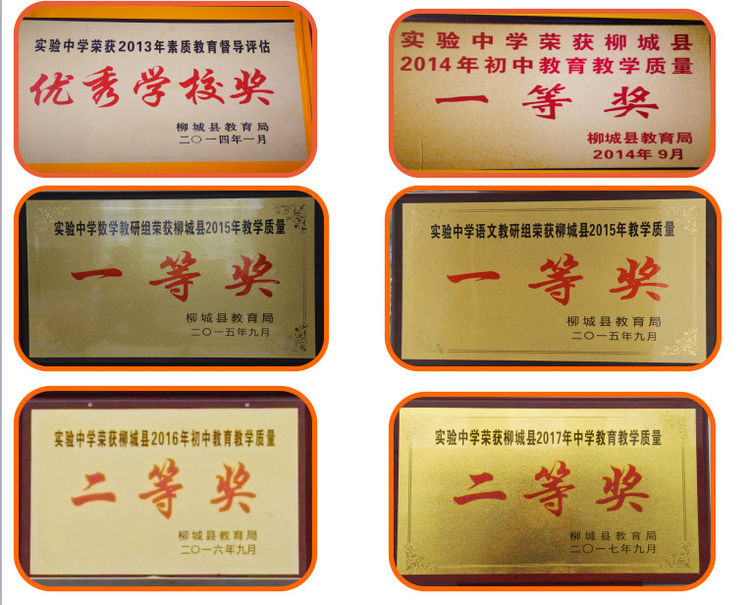 实验中学荣获2013年素质教育督导评估
优秀学校奖
柳城县教育局
二〇一四年一月
实验中学荣获柳城县
2014年初中教育教学质量
一等奖
柳城县教育局
2014年9月
实验中学数学教研组荣获柳城县2015年教学质量
一等奖
柳城县教育局
二〇一五年九月
实验中学语文教研组荣获柳城县2015年教学质量
一等奖
柳城县教育局
二〇一五年九月
实验中学荣获柳城县2016年初中教育教学质量
二等奖
柳城县教育局
二〇一六年九月
实验中学荣获柳城县2017年中学教育教学质量
二等奖
柳城县教育局
二〇一七年九月